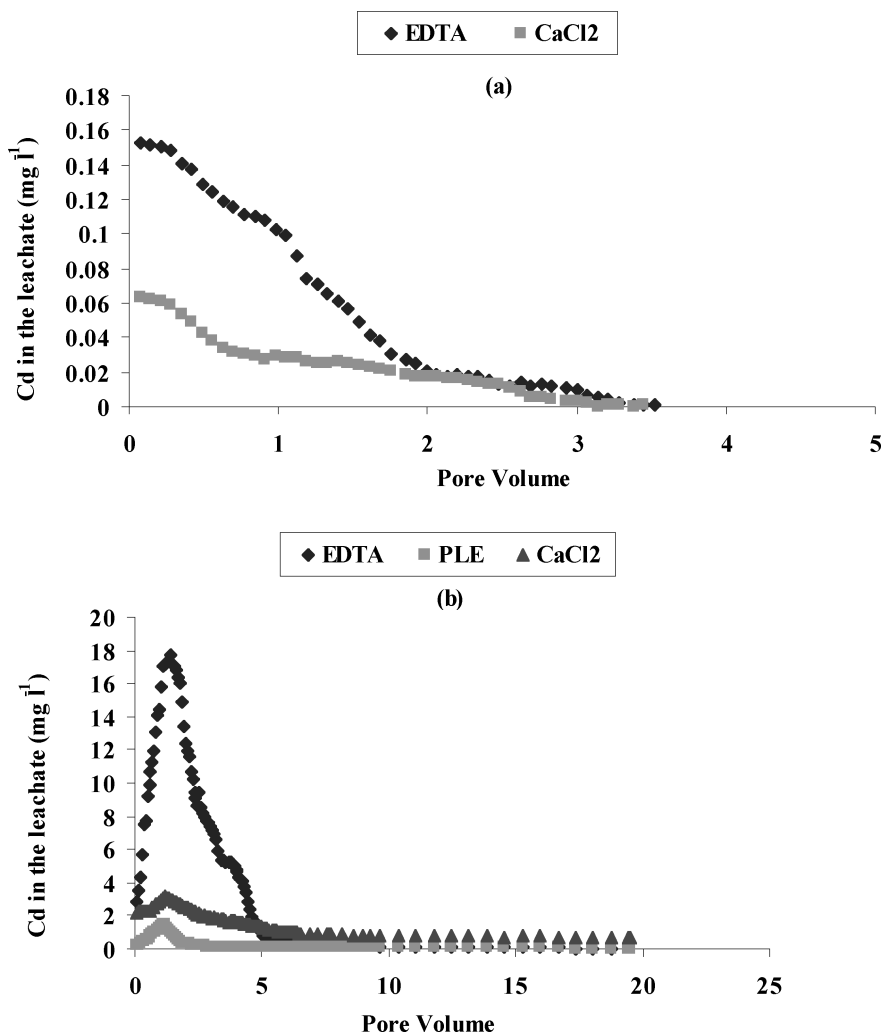 EDTA CaCl2
(a)
Cd in the leachate (mg l-1)
0.18
0.16
0.14
0.12
0.1
0.08
0.06
0.04
0.02
0
0 1 2 3 4 5
Pore Volume
EDTA PLE CaCl2
(b)
Cd in the leachate (mg l-1)
20
18
16
14
12
10
8
6
4
2
0
0 5 10 15 20 25
Pore Volume